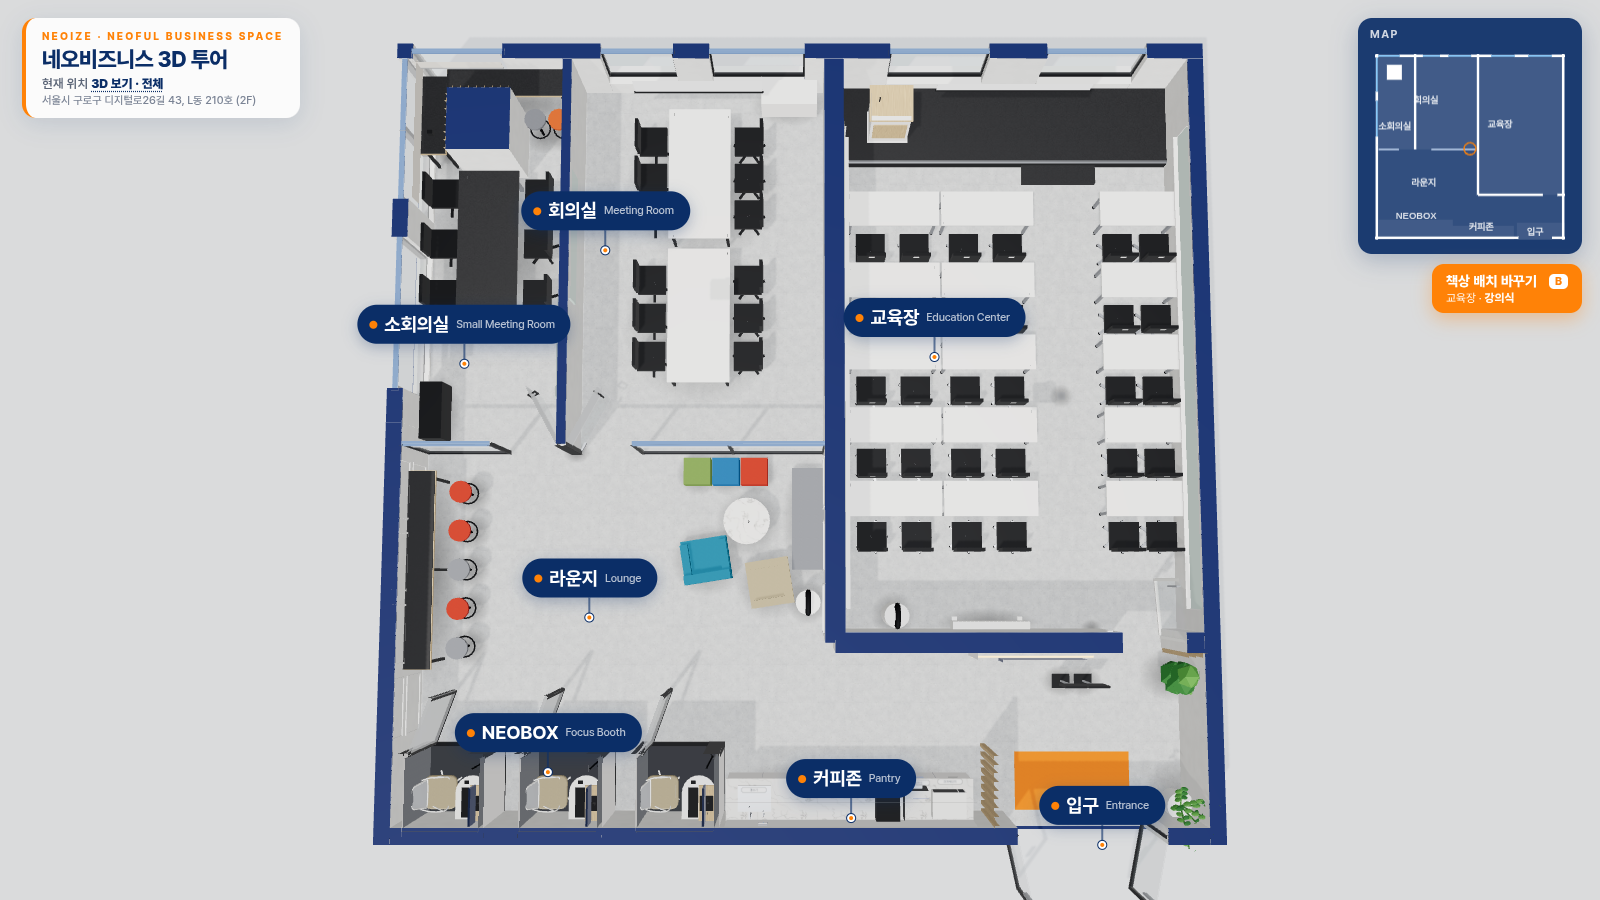 NEOIZE · NEOFUL BUSINESS SPACE
네오비즈니스 3D 투어
현재 위치 3D 보기 · 전체
서울시 구로구 디지털로26길 43, L동 210호 (2F)
MAP
회의실
소회의실
교육장
라운지
NEOBOX
커피존
입구
책상 배치 바꾸기 B
교육장 · 강의식
회의실 Meeting Room
소회의실 Small Meeting Room
교육장 Education Center
라운지 Lounge
NEOBOX Focus Booth
커피존 Pantry
입구 Entrance